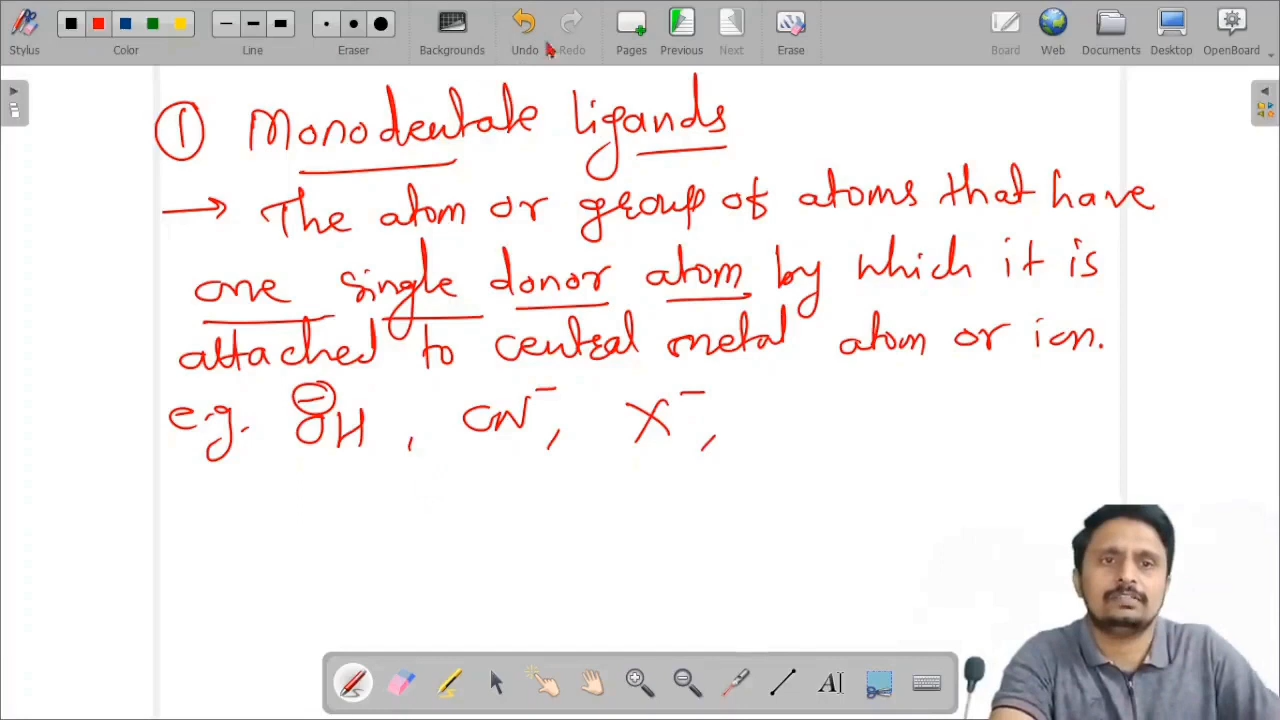 Stylus Color Line Eraser Backgrounds Undo Redo Pages Previous Next Erase Board Web Documents Desktop OpenBoard
① Monodentate ligands
→ The atom or group of atoms that have
one single donor atom by which it is
attached to central metal atom or ion.
e.g. ⊖OH, CN⁻, X⁻,